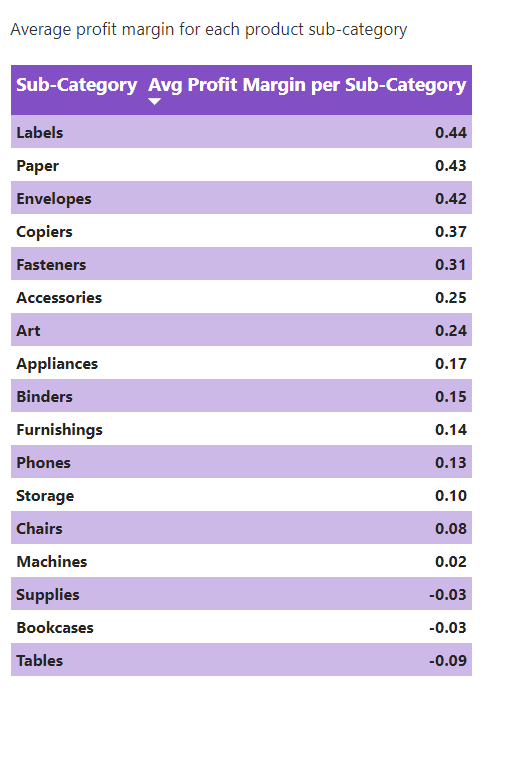 Average profit margin for each product sub-category
Sub-Category Avg Profit Margin per Sub-Category
Labels 0.44
Paper 0.43
Envelopes 0.42
Copiers 0.37
Fasteners 0.31
Accessories 0.25
Art 0.24
Appliances 0.17
Binders 0.15
Furnishings 0.14
Phones 0.13
Storage 0.10
Chairs 0.08
Machines 0.02
Supplies -0.03
Bookcases -0.03
Tables -0.09